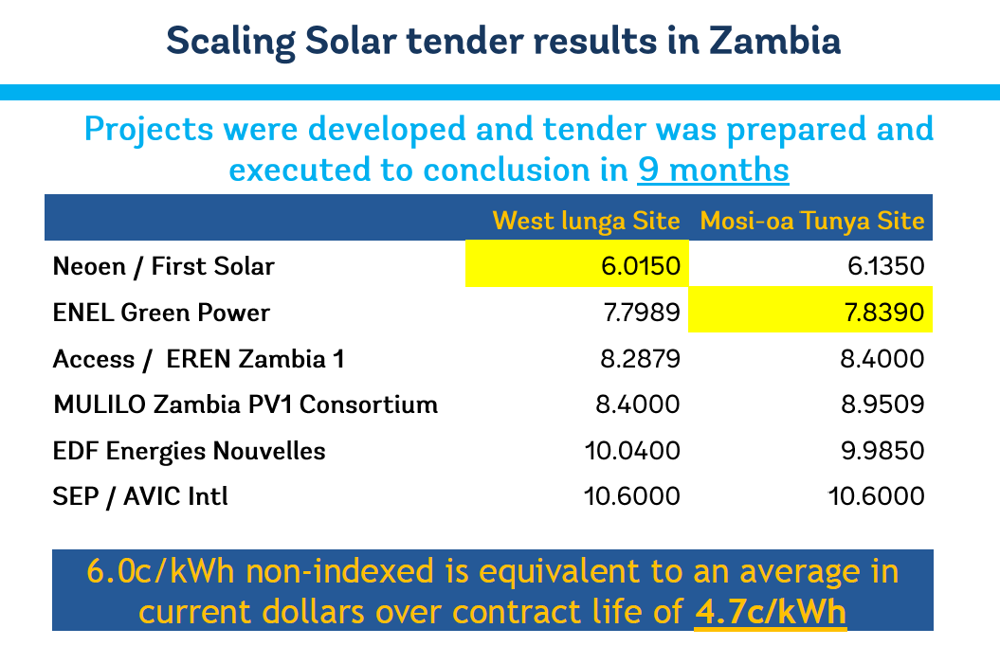 Scaling Solar tender results in Zambia
Projects were developed and tender was prepared and
executed to conclusion in 9 months
West lunga Site Mosi-oa Tunya Site
Neoen / First Solar 6.0150 6.1350
ENEL Green Power 7.7989 7.8390
Access / EREN Zambia 1 8.2879 8.4000
MULILO Zambia PV1 Consortium 8.4000 8.9509
EDF Energies Nouvelles 10.0400 9.9850
SEP / AVIC Intl 10.6000 10.6000
6.0c/kWh non-indexed is equivalent to an average in
current dollars over contract life of 4.7c/kWh